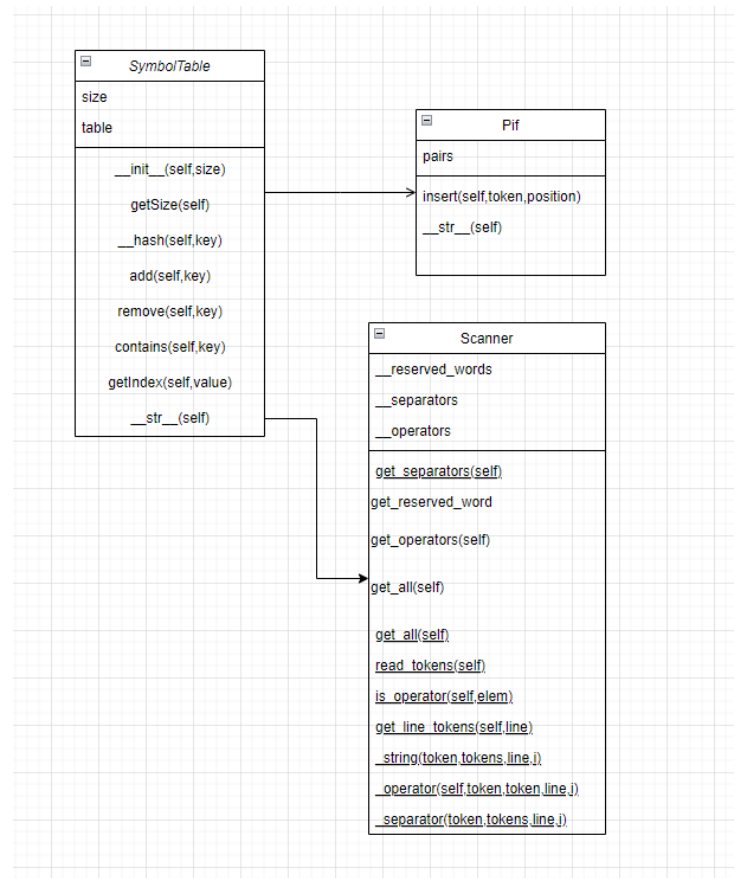 SymbolTable
size
table
__init__(self,size)
getSize(self)
__hash(self,key)
add(self,key)
remove(self,key)
contains(self,key)
getIndex(self,value)
__str__(self)
Pif
pairs
insert(self,token,position)
__str__(self)
Scanner
__reserved_words
__separators
__operators
get_separators(self)
get_reserved_word
get_operators(self)
get_all(self)
get_all(self)
read_tokens(self)
is_operator(self,elem)
get_line_tokens(self,line)
_string(token,tokens,line,i)
_operator(self,token,token,line,i)
_separator(token,tokens,line,i)